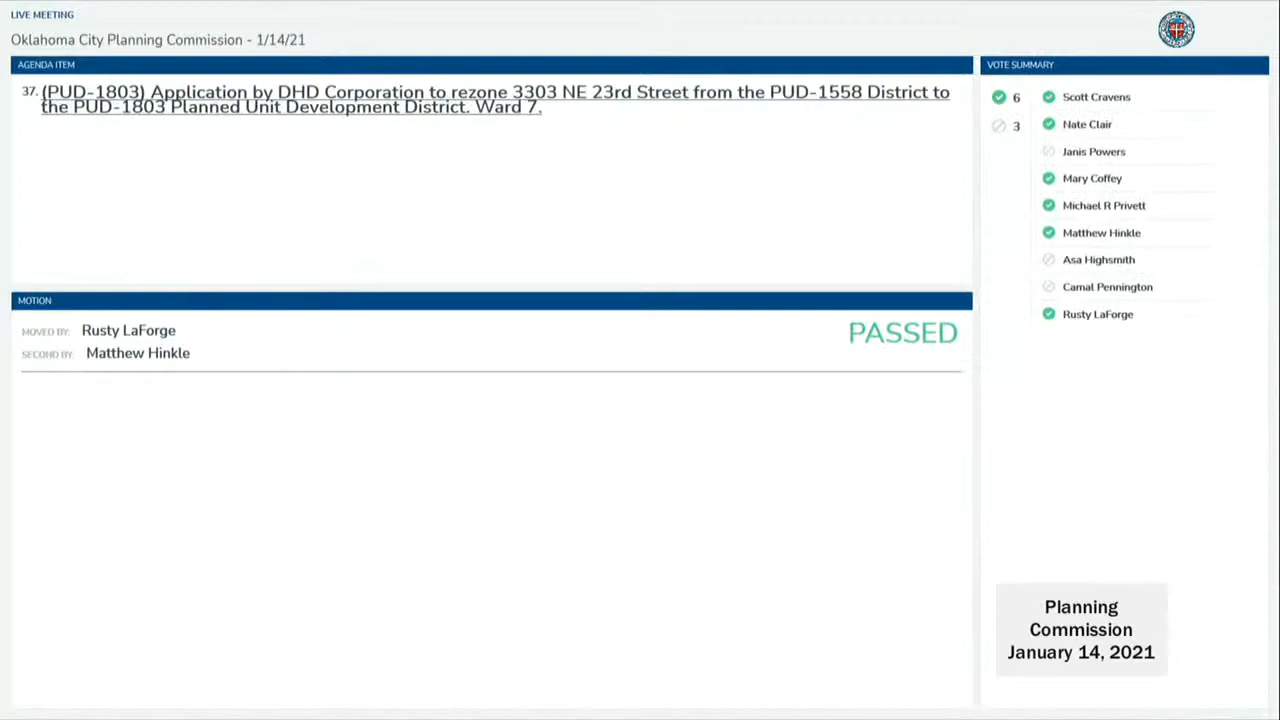 LIVE MEETING
Oklahoma City Planning Commission - 1/14/21
AGENDA ITEM
37. (PUD-1803) Application by DHD Corporation to rezone 3303 NE 23rd Street from the PUD-1558 District to
the PUD-1803 Planned Unit Development District. Ward 7.
MOTION
MOVED BY: Rusty LaForge
SECOND BY: Matthew Hinkle
PASSED
VOTE SUMMARY
6
3
Scott Cravens
Nate Clair
Janis Powers
Mary Coffey
Michael R Privett
Matthew Hinkle
Asa Highsmith
Camal Pennington
Rusty LaForge
Planning
Commission
January 14, 2021